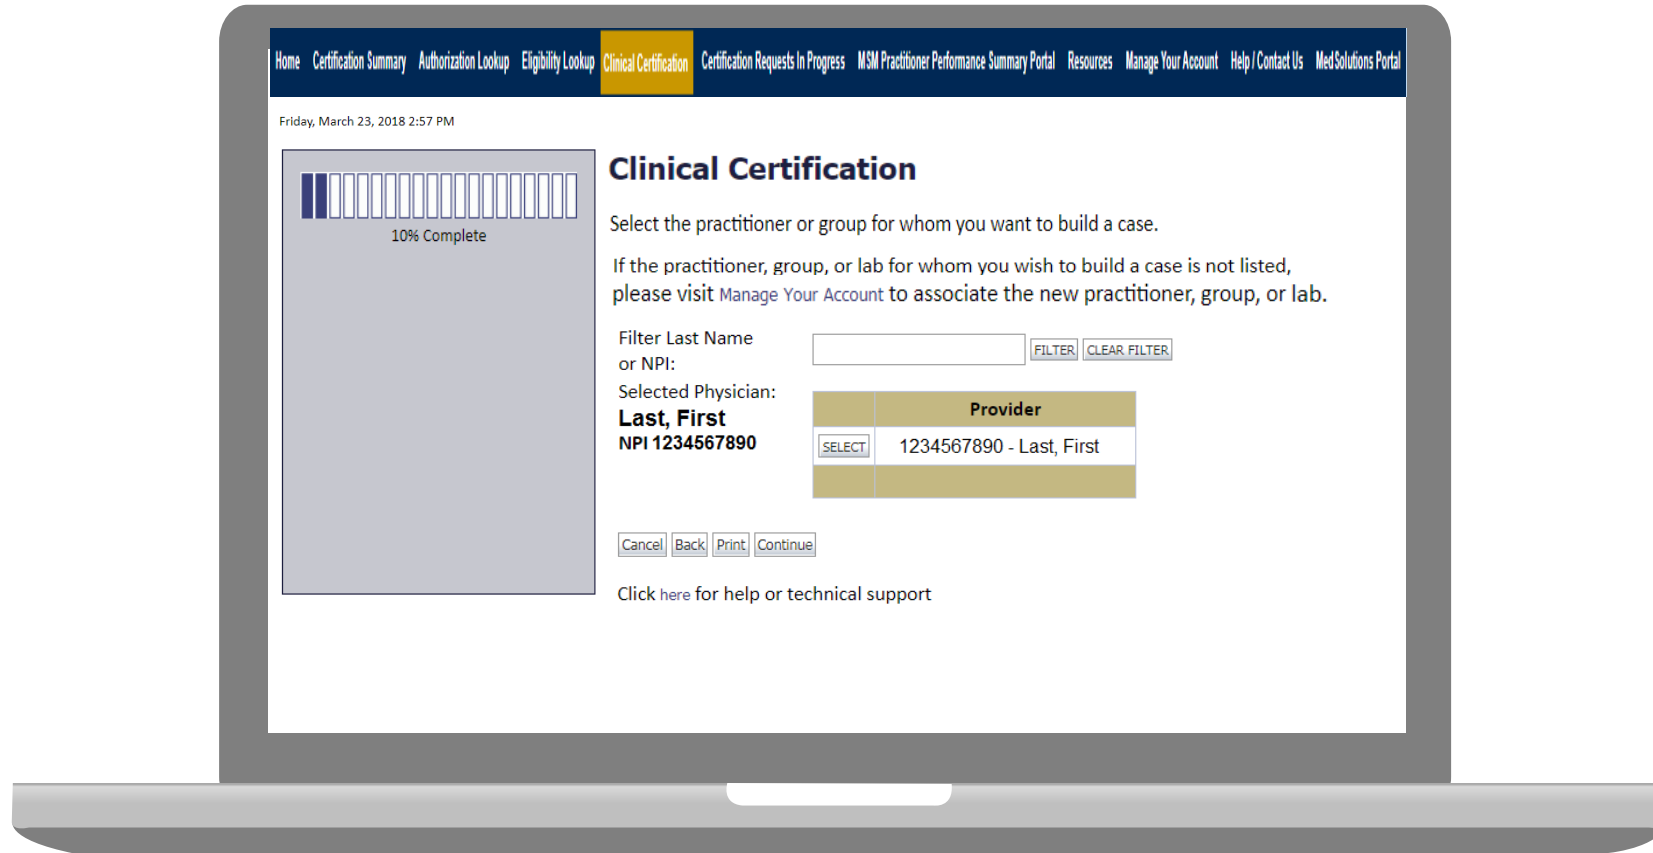 Home Certification Summary Authorization Lookup Eligibility Lookup Clinical Certification Certification Requests In Progress MSM Practitioner Performance Summary Portal Resources Manage Your Account Help / Contact Us MedSolutions Portal
Friday, March 23, 2018 2:57 PM
10% Complete
Clinical Certification
Select the practitioner or group for whom you want to build a case.
If the practitioner, group, or lab for whom you wish to build a case is not listed,
please visit Manage Your Account to associate the new practitioner, group, or lab.
Filter Last Name
or NPI:
FILTER CLEAR FILTER
Selected Physician:
Last, First
NPI 1234567890
Provider
SELECT 1234567890 - Last, First
Cancel Back Print Continue
Click here for help or technical support